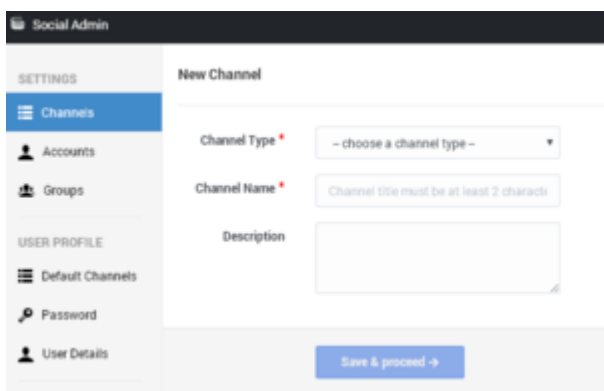 Social Admin
SETTINGS
Channels
Accounts
Groups
USER PROFILE
Default Channels
Password
User Details
New Channel
Channel Type *
– choose a channel type –
Channel Name *
Channel title must be at least 2 characte
Description
Save & proceed →